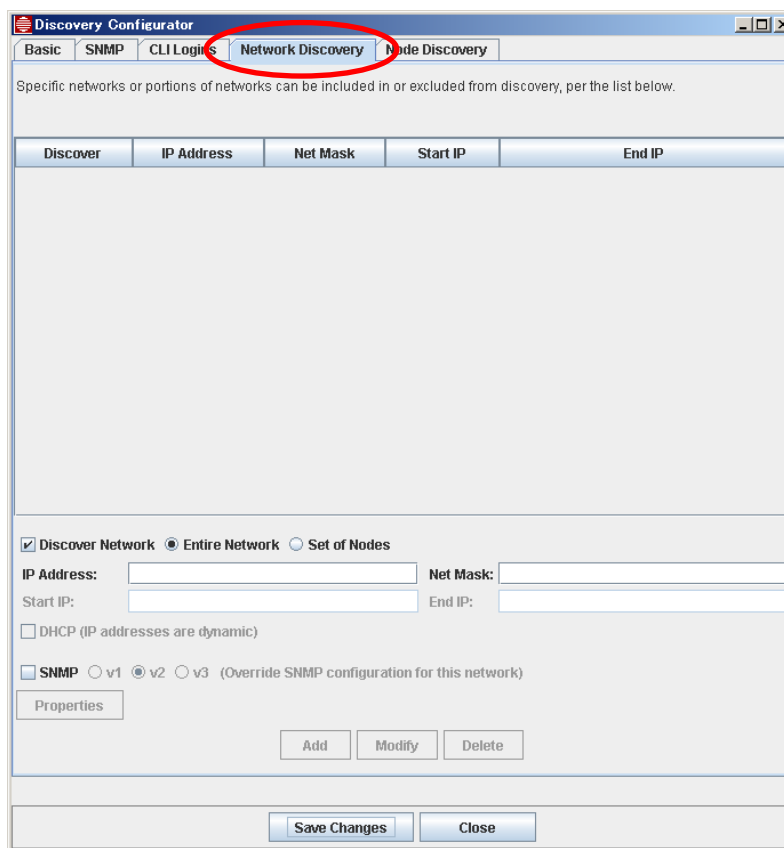 Discovery Configurator
Basic SNMP CLI Logins Network Discovery Node Discovery
Specific networks or portions of networks can be included in or excluded from discovery, per the list below.
Discover IP Address Net Mask Start IP End IP
Discover Network Entire Network Set of Nodes
IP Address: Net Mask:
Start IP: End IP:
DHCP (IP addresses are dynamic)
SNMP v1 v2 v3 (Override SNMP configuration for this network)
Properties
Add Modify Delete
Save Changes Close